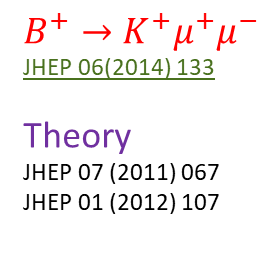 B⁺ → K⁺μ⁺μ⁻
JHEP 06(2014) 133
Theory
JHEP 07 (2011) 067
JHEP 01 (2012) 107